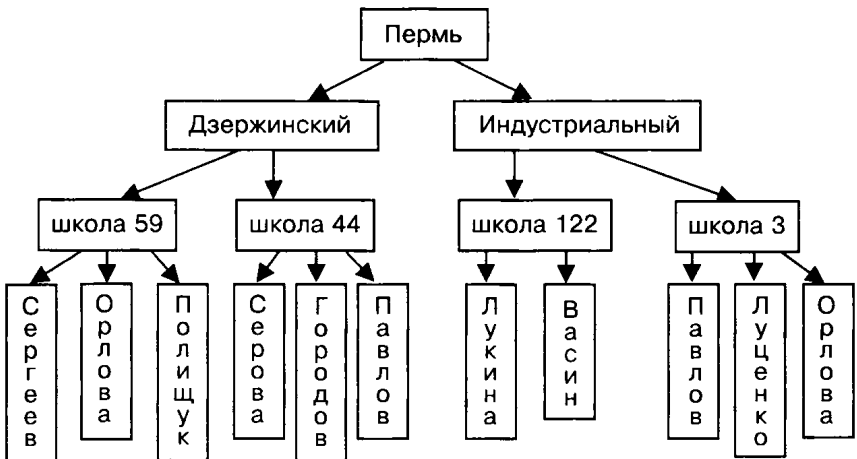 Пермь
Дзержинский
Индустриальный
школа 59
школа 44
школа 122
школа 3
Сергеев
Орлова
Полищук
Серова
Городов
Павлов
Лукина
Васин
Павлов
Луценко
Орлова